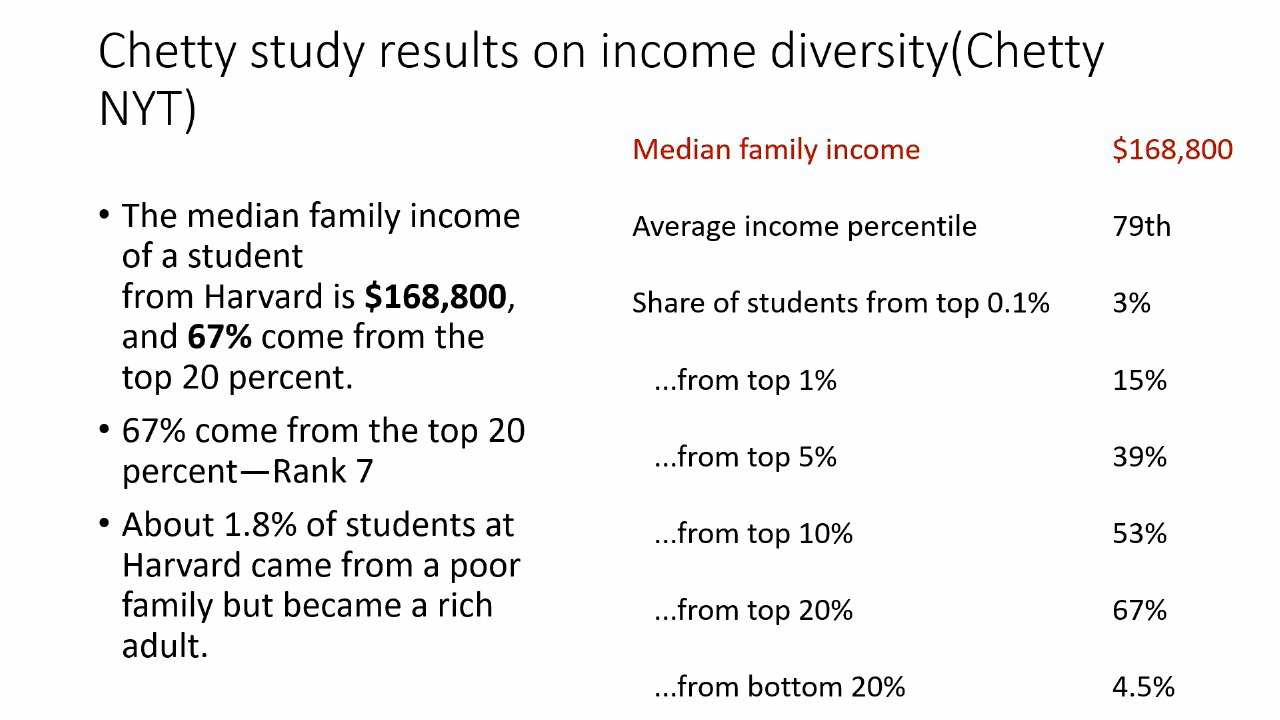 Chetty study results on income diversity(Chetty
NYT)
• The median family income
of a student
from Harvard is $168,800,
and 67% come from the
top 20 percent.
• 67% come from the top 20
percent—Rank 7
• About 1.8% of students at
Harvard came from a poor
family but became a rich
adult.
Median family income $168,800
Average income percentile 79th
Share of students from top 0.1% 3%
...from top 1% 15%
...from top 5% 39%
...from top 10% 53%
...from top 20% 67%
...from bottom 20% 4.5%